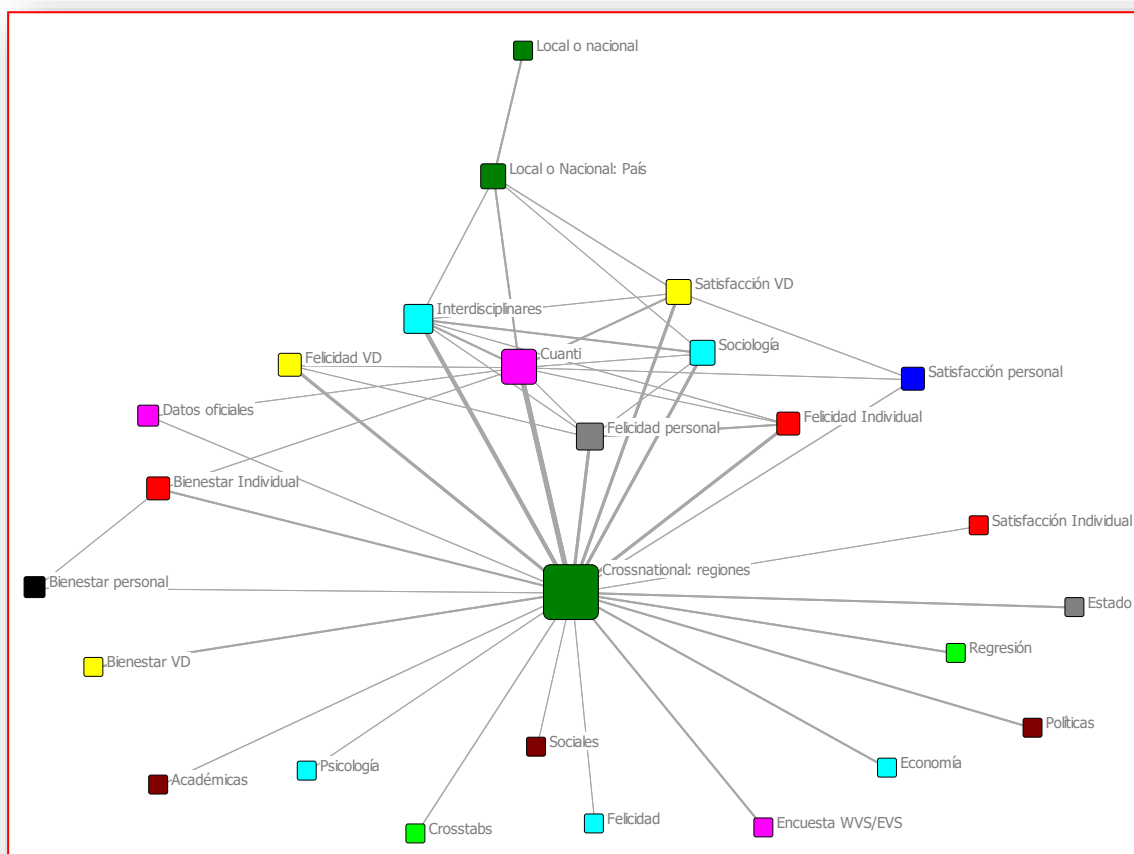 Local o nacional
Local o Nacional: País
Satisfacción VD
Interdisciplinares
Sociología
Cuanti
Felicidad VD
Satisfacción personal
Datos oficiales
Felicidad Individual
Felicidad personal
Bienestar Individual
Satisfacción Individual
Crossnational: regiones
Bienestar personal
Estado
Regresión
Bienestar VD
Políticas
Sociales
Economía
Psicología
Académicas
Felicidad
Encuesta WVS/EVS
Crosstabs